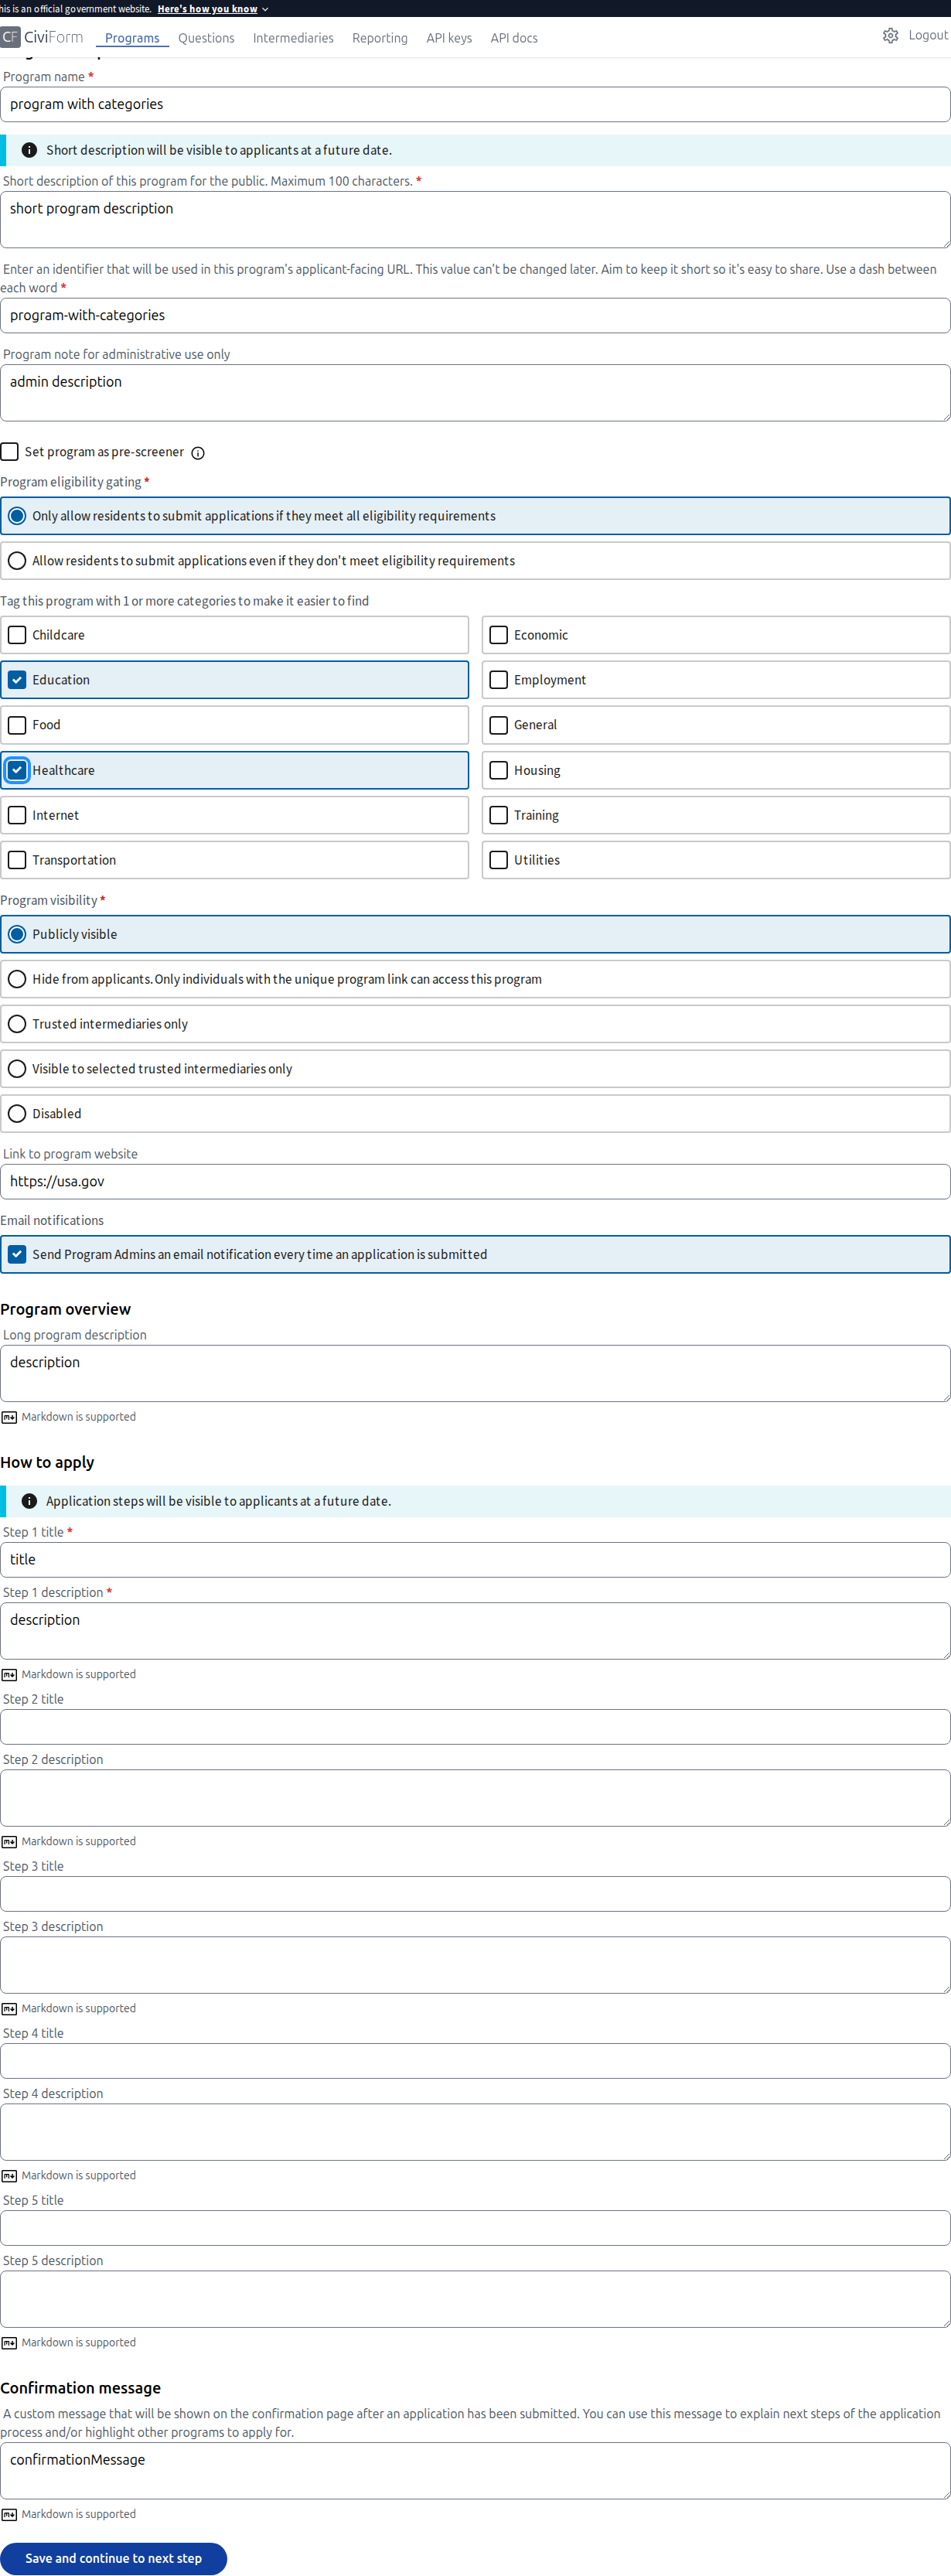 his is an official government website. Here's how you know
CF CiviForm Programs Questions Intermediaries Reporting API keys API docs Logout
Program name *
program with categories
Short description will be visible to applicants at a future date.
Short description of this program for the public. Maximum 100 characters. *
short program description
Enter an identifier that will be used in this program's applicant-facing URL. This value can't be changed later. Aim to keep it short so it's easy to share. Use a dash between
each word *
program-with-categories
Program note for administrative use only
admin description
Set program as pre-screener
Program eligibility gating *
Only allow residents to submit applications if they meet all eligibility requirements
Allow residents to submit applications even if they don't meet eligibility requirements
Tag this program with 1 or more categories to make it easier to find
Childcare Economic
Education Employment
Food General
Healthcare Housing
Internet Training
Transportation Utilities
Program visibility *
Publicly visible
Hide from applicants. Only individuals with the unique program link can access this program
Trusted intermediaries only
Visible to selected trusted intermediaries only
Disabled
Link to program website
https://usa.gov
Email notifications
Send Program Admins an email notification every time an application is submitted
Program overview
Long program description
description
Markdown is supported
How to apply
Application steps will be visible to applicants at a future date.
Step 1 title *
title
Step 1 description *
description
Markdown is supported
Step 2 title
Step 2 description
Markdown is supported
Step 3 title
Step 3 description
Markdown is supported
Step 4 title
Step 4 description
Markdown is supported
Step 5 title
Step 5 description
Markdown is supported
Confirmation message
A custom message that will be shown on the confirmation page after an application has been submitted. You can use this message to explain next steps of the application
process and/or highlight other programs to apply for.
confirmationMessage
Markdown is supported
Save and continue to next step